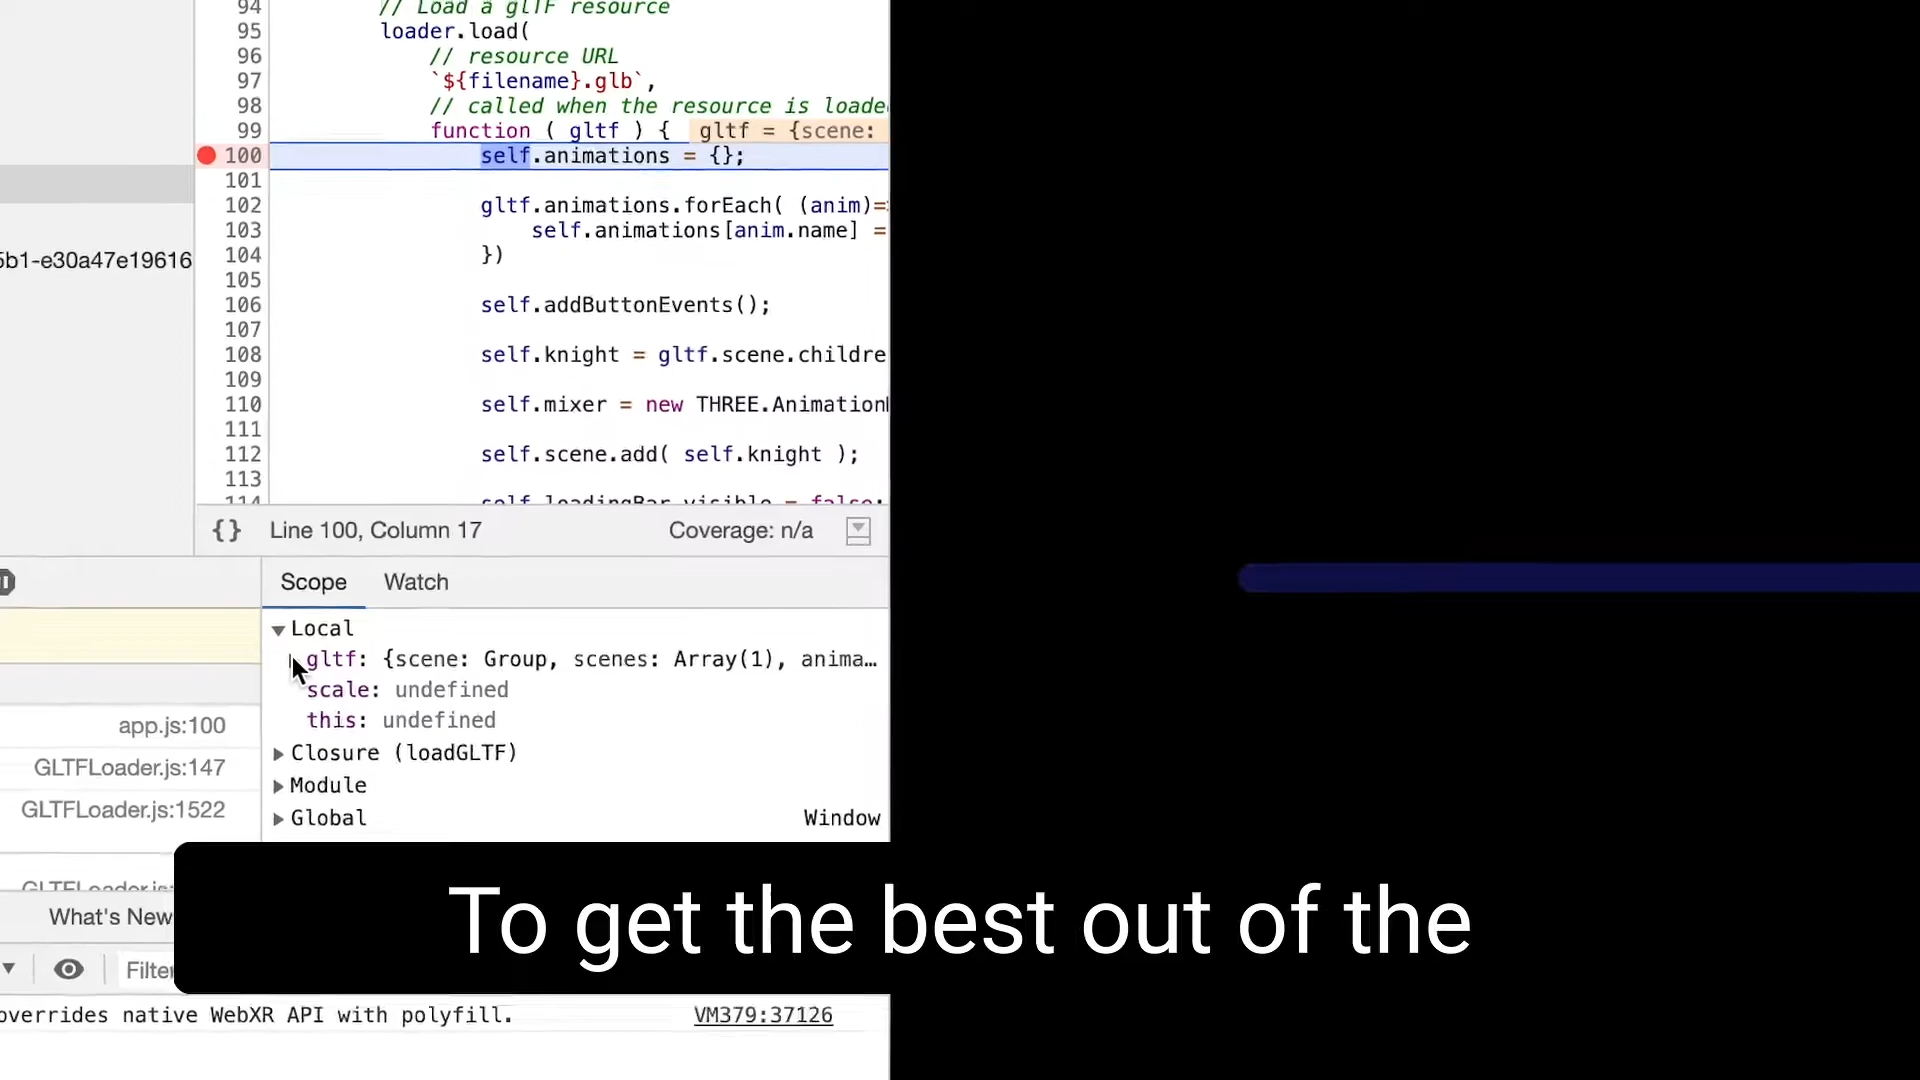 94 // Load a glTF resource
95 loader.load(
96 // resource URL
97 `${filename}.glb`,
98 // called when the resource is loade
99 function ( gltf ) { gltf = {scene:
100 self.animations = {};
101
102 gltf.animations.forEach( (anim)=
103 self.animations[anim.name] =
104 })
105
106 self.addButtonEvents();
107
108 self.knight = gltf.scene.childre
109
110 self.mixer = new THREE.Animation
111
112 self.scene.add( self.knight );
113
114 self.loadingBar.visible = false;
5b1-e30a47e19616
{} Line 100, Column 17 Coverage: n/a
Scope Watch
Local
gltf: {scene: Group, scenes: Array(1), anima…
scale: undefined
this: undefined
Closure (loadGLTF)
Module
Global Window
app.js:100
GLTFLoader.js:147
GLTFLoader.js:1522
GLTFLoader.js:
What's New
Filte
To get the best out of the
overrides native WebXR API with polyfill. VM379:37126